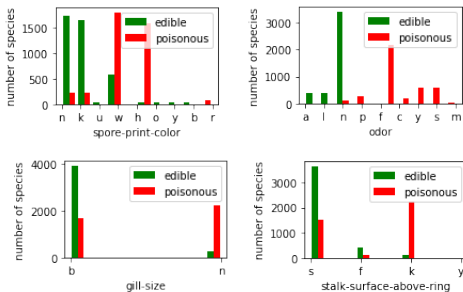 number of species
1500
1000
500
0
edible
poisonous
n k u w h o y b r
spore-print-color
number of species
3000
2000
1000
0
edible
poisonous
a l n p f c y s m
odor
number of species
4000
2000
0
edible
poisonous
b n
gill-size
number of species
3000
2000
1000
0
edible
poisonous
s f k y
stalk-surface-above-ring